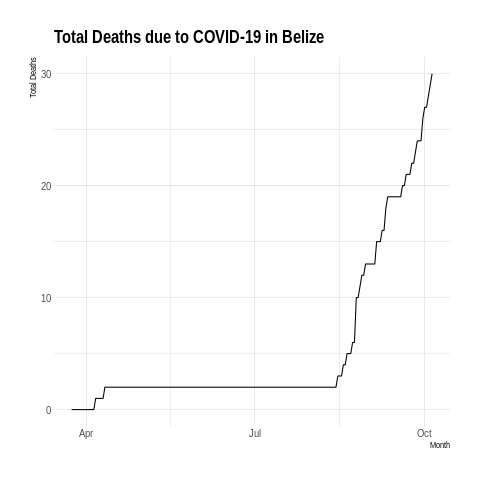 Total Deaths due to COVID-19 in Belize
Total Deaths
30
20
10
0
Apr
Jul
Oct
Month